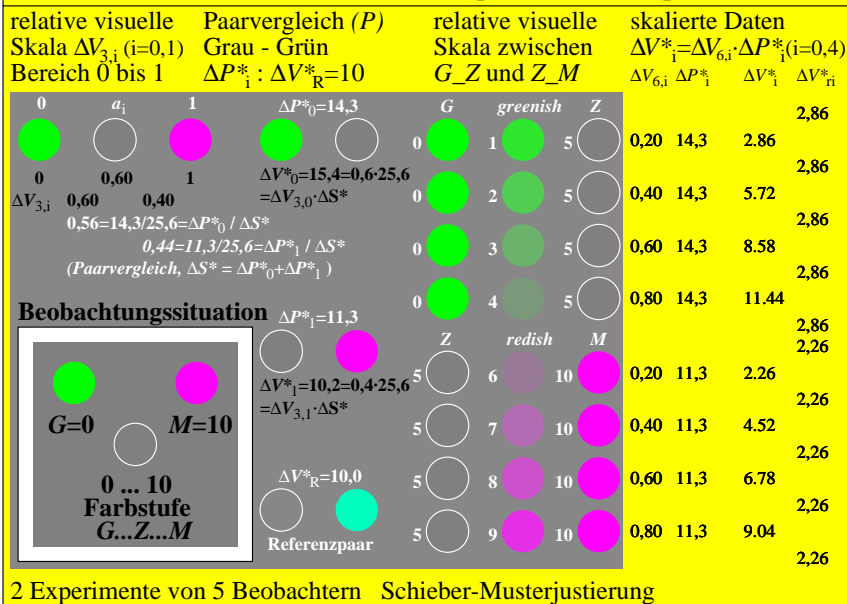 relative visuelle Paarvergleich (P) relative visuelle skalierte Daten
Skala ΔV3,i (i=0,1) Grau - Grün Skala zwischen ΔV*i=ΔV6,i·ΔP*i(i=0,4)
Bereich 0 bis 1 ΔP*i : ΔV*R=10 G_Z und Z_M ΔV6,i ΔP*i ΔV*i ΔV*ri
0 ai 1 ΔP*0=14,3 G greenish Z
2,86
0 1 5 0,20 14,3 2.86
0 0,60 1 ΔV*0=15,4=0,6·25,6 2,86
ΔV3,i 0,60 0,40 =ΔV3,0·ΔS* 0 2 5 0,40 14,3 5.72
0,56=14,3/25,6=ΔP*0 / ΔS* 2,86
0,44=11,3/25,6=ΔP*1 / ΔS* 0 3 5 0,60 14,3 8.58
(Paarvergleich, ΔS* = ΔP*0+ΔP*1 ) 2,86
0 4 5 0,80 14,3 11.44
Beobachtungssituation ΔP*1=11,3 2,86
Z redish M 2,26
5 6 10 0,20 11,3 2.26
ΔV*1=10,2=0,4·25,6 2,26
=ΔV3,1·ΔS*
G=0 M=10 5 7 10 0,40 11,3 4.52
2,26
0 ... 10 ΔV*R=10,0 5 8 10 0,60 11,3 6.78
Farbstufe 2,26
G...Z...M 5 9 10 0,80 11,3 9.04
Referenzpaar
2,26
2 Experimente von 5 Beobachtern Schieber-Musterjustierung